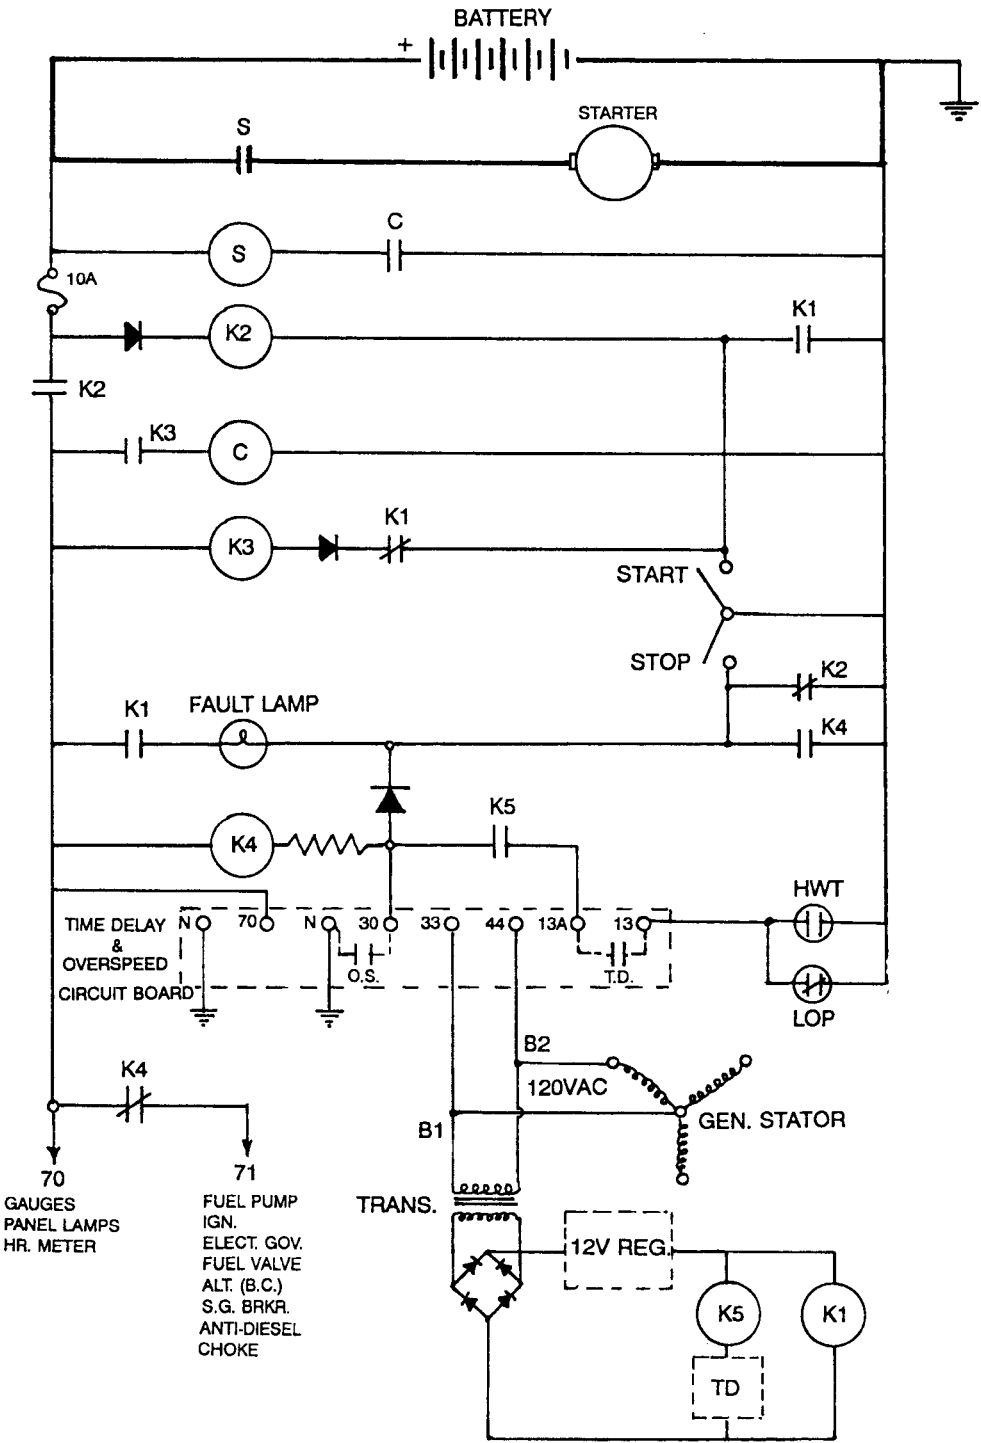 BATTERY
+
S
STARTER
S
C
10A
K2
K1
K2
K3
C
K3
K1
START
STOP
K2
K1
FAULT LAMP
K4
K4
K5
HWT
TIME DELAY
&
OVERSPEED
CIRCUIT BOARD
N
70
N
30
33
44
13A
13
O.S.
T.D.
LOP
B2
120VAC
B1
GEN. STATOR
K4
70
GAUGES
PANEL LAMPS
HR. METER
71
FUEL PUMP
IGN.
ELECT. GOV.
FUEL VALVE
ALT. (B.C.)
S.G. BRKR.
ANTI-DIESEL
CHOKE
TRANS.
12V REG.
K5
K1
TD